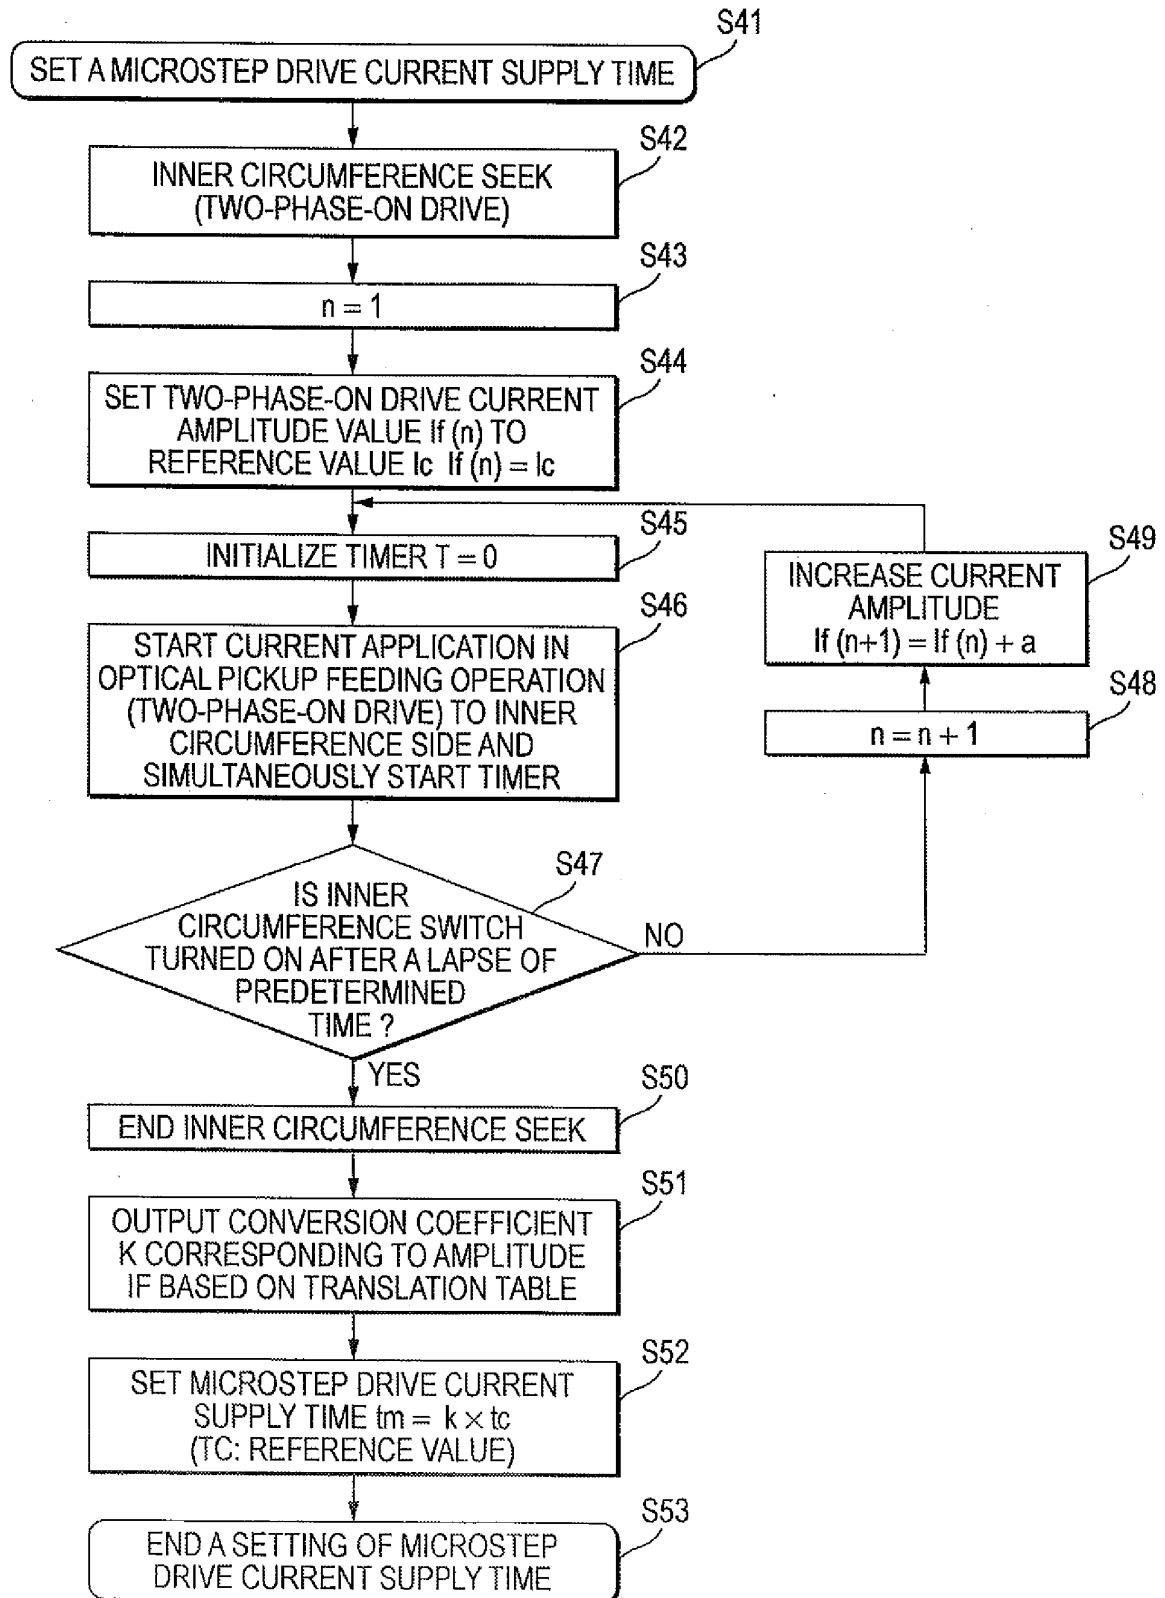 S41
SET A MICROSTEP DRIVE CURRENT SUPPLY TIME
S42
INNER CIRCUMFERENCE SEEK
(TWO-PHASE-ON DRIVE)
S43
n = 1
S44
SET TWO-PHASE-ON DRIVE CURRENT
AMPLITUDE VALUE If (n) TO
REFERENCE VALUE Ic If (n) = Ic
S45
INITIALIZE TIMER T = 0
S46
START CURRENT APPLICATION IN
OPTICAL PICKUP FEEDING OPERATION
(TWO-PHASE-ON DRIVE) TO INNER
CIRCUMFERENCE SIDE AND
SIMULTANEOUSLY START TIMER
S47
IS INNER
CIRCUMFERENCE SWITCH
TURNED ON AFTER A LAPSE OF
PREDETERMINED
TIME ?
NO
YES
S48
n = n + 1
S49
INCREASE CURRENT
AMPLITUDE
If (n+1) = If (n) + a
S50
END INNER CIRCUMFERENCE SEEK
S51
OUTPUT CONVERSION COEFFICIENT
K CORRESPONDING TO AMPLITUDE
IF BASED ON TRANSLATION TABLE
S52
SET MICROSTEP DRIVE CURRENT
SUPPLY TIME tm = k × tc
(TC: REFERENCE VALUE)
S53
END A SETTING OF MICROSTEP
DRIVE CURRENT SUPPLY TIME